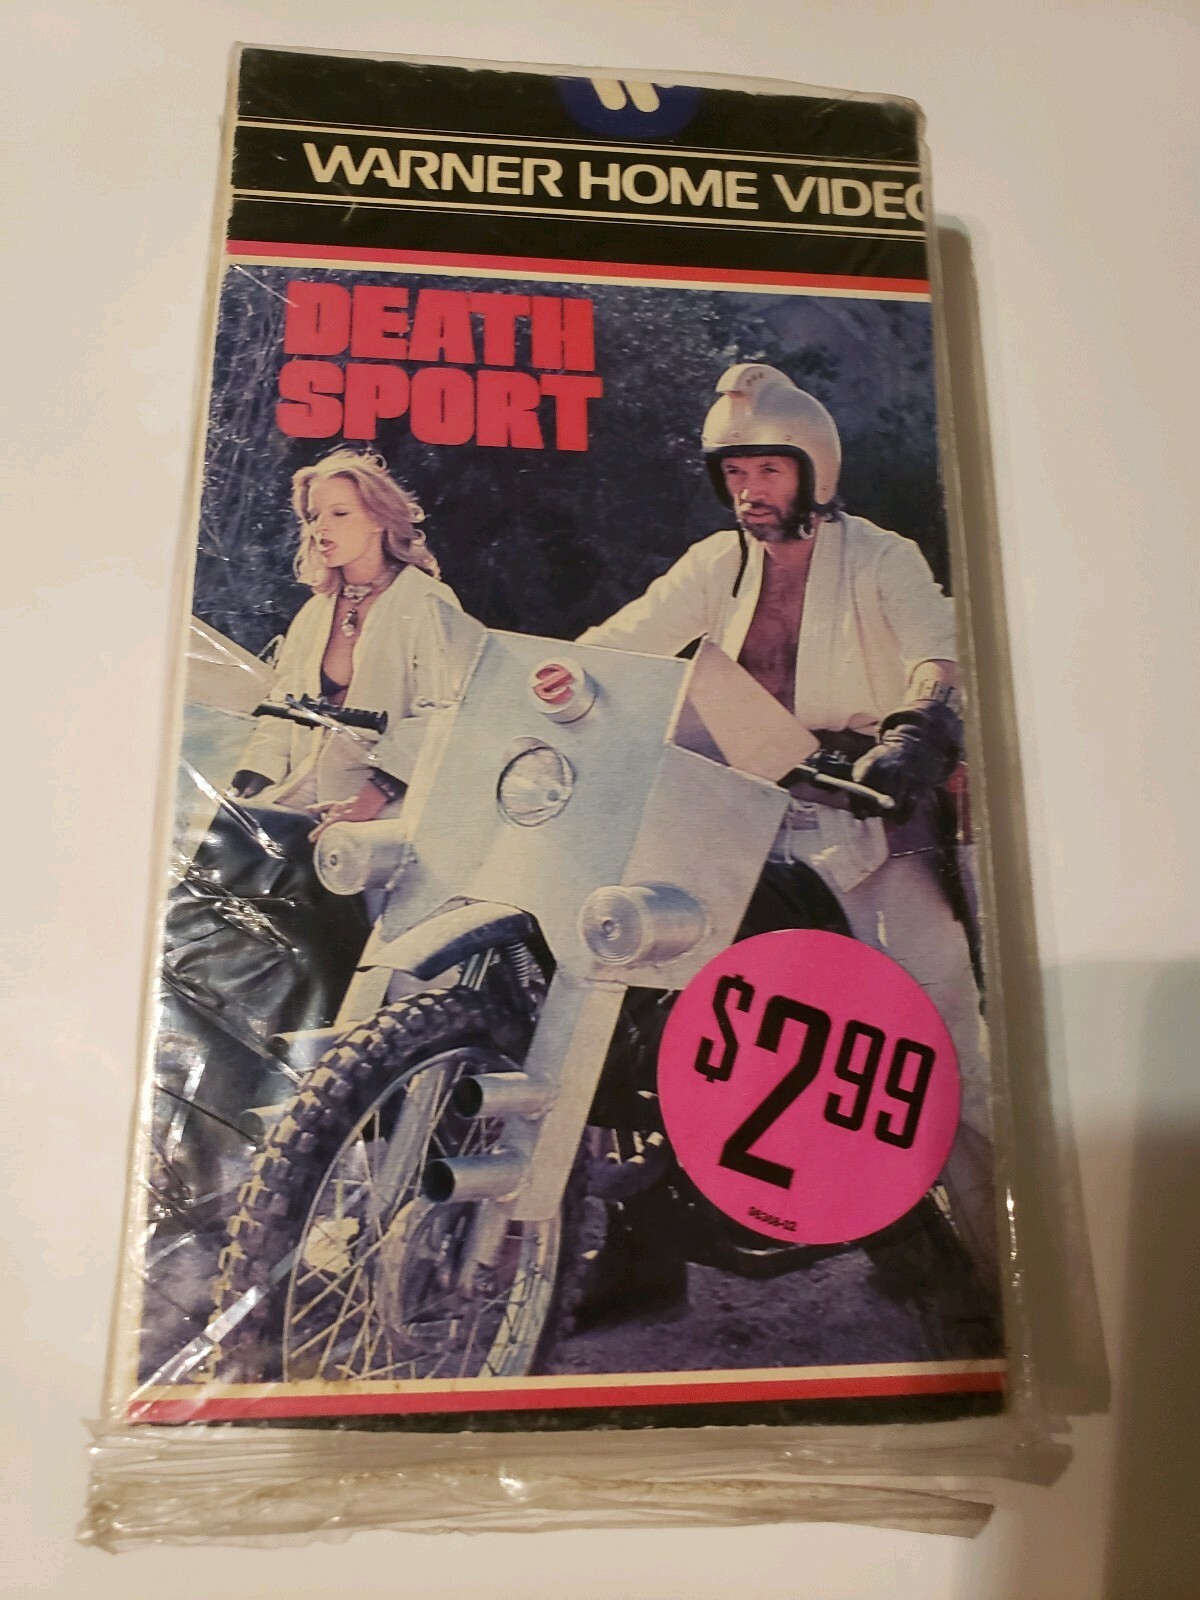 WARNER HOME VIDEO
DEATH
SPORT
$2.99